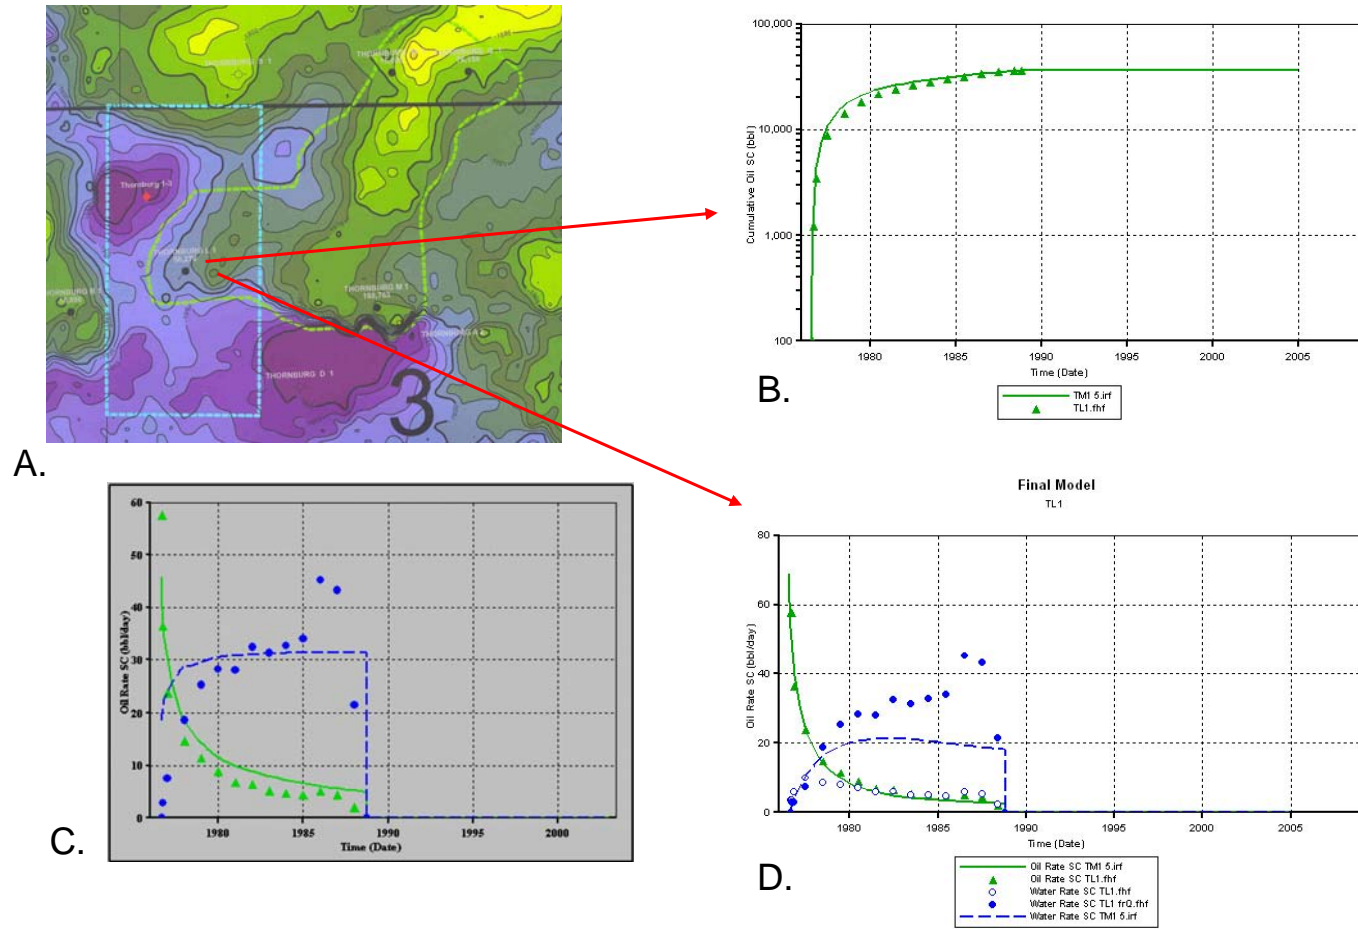 THORNBURG
Thornburg 1-3
THORNBURG L 1
THORNBURG M 1
THORNBURG D 1
3
A.
100,000
10,000
1,000
100
Cumulative Oil SC (bbl)
1980
1985
1990
1995
2000
2005
Time (Date)
TM1 5.irf
TL1.fhf
B.
60
50
40
30
20
10
0
Oil Rate SC (bbl/day)
1980
1985
1990
1995
2000
Time (Date)
C.
Final Model
TL1
80
60
40
20
0
Oil Rate SC (bbl/day)
1980
1985
1990
1995
2000
2005
Time (Date)
Oil Rate SC TM1 5.irf
Oil Rate SC TL1.fhf
Water Rate SC TL1.fhf
Water Rate SC TL1 frQ.fhf
Water Rate SC TM1 5.irf
D.